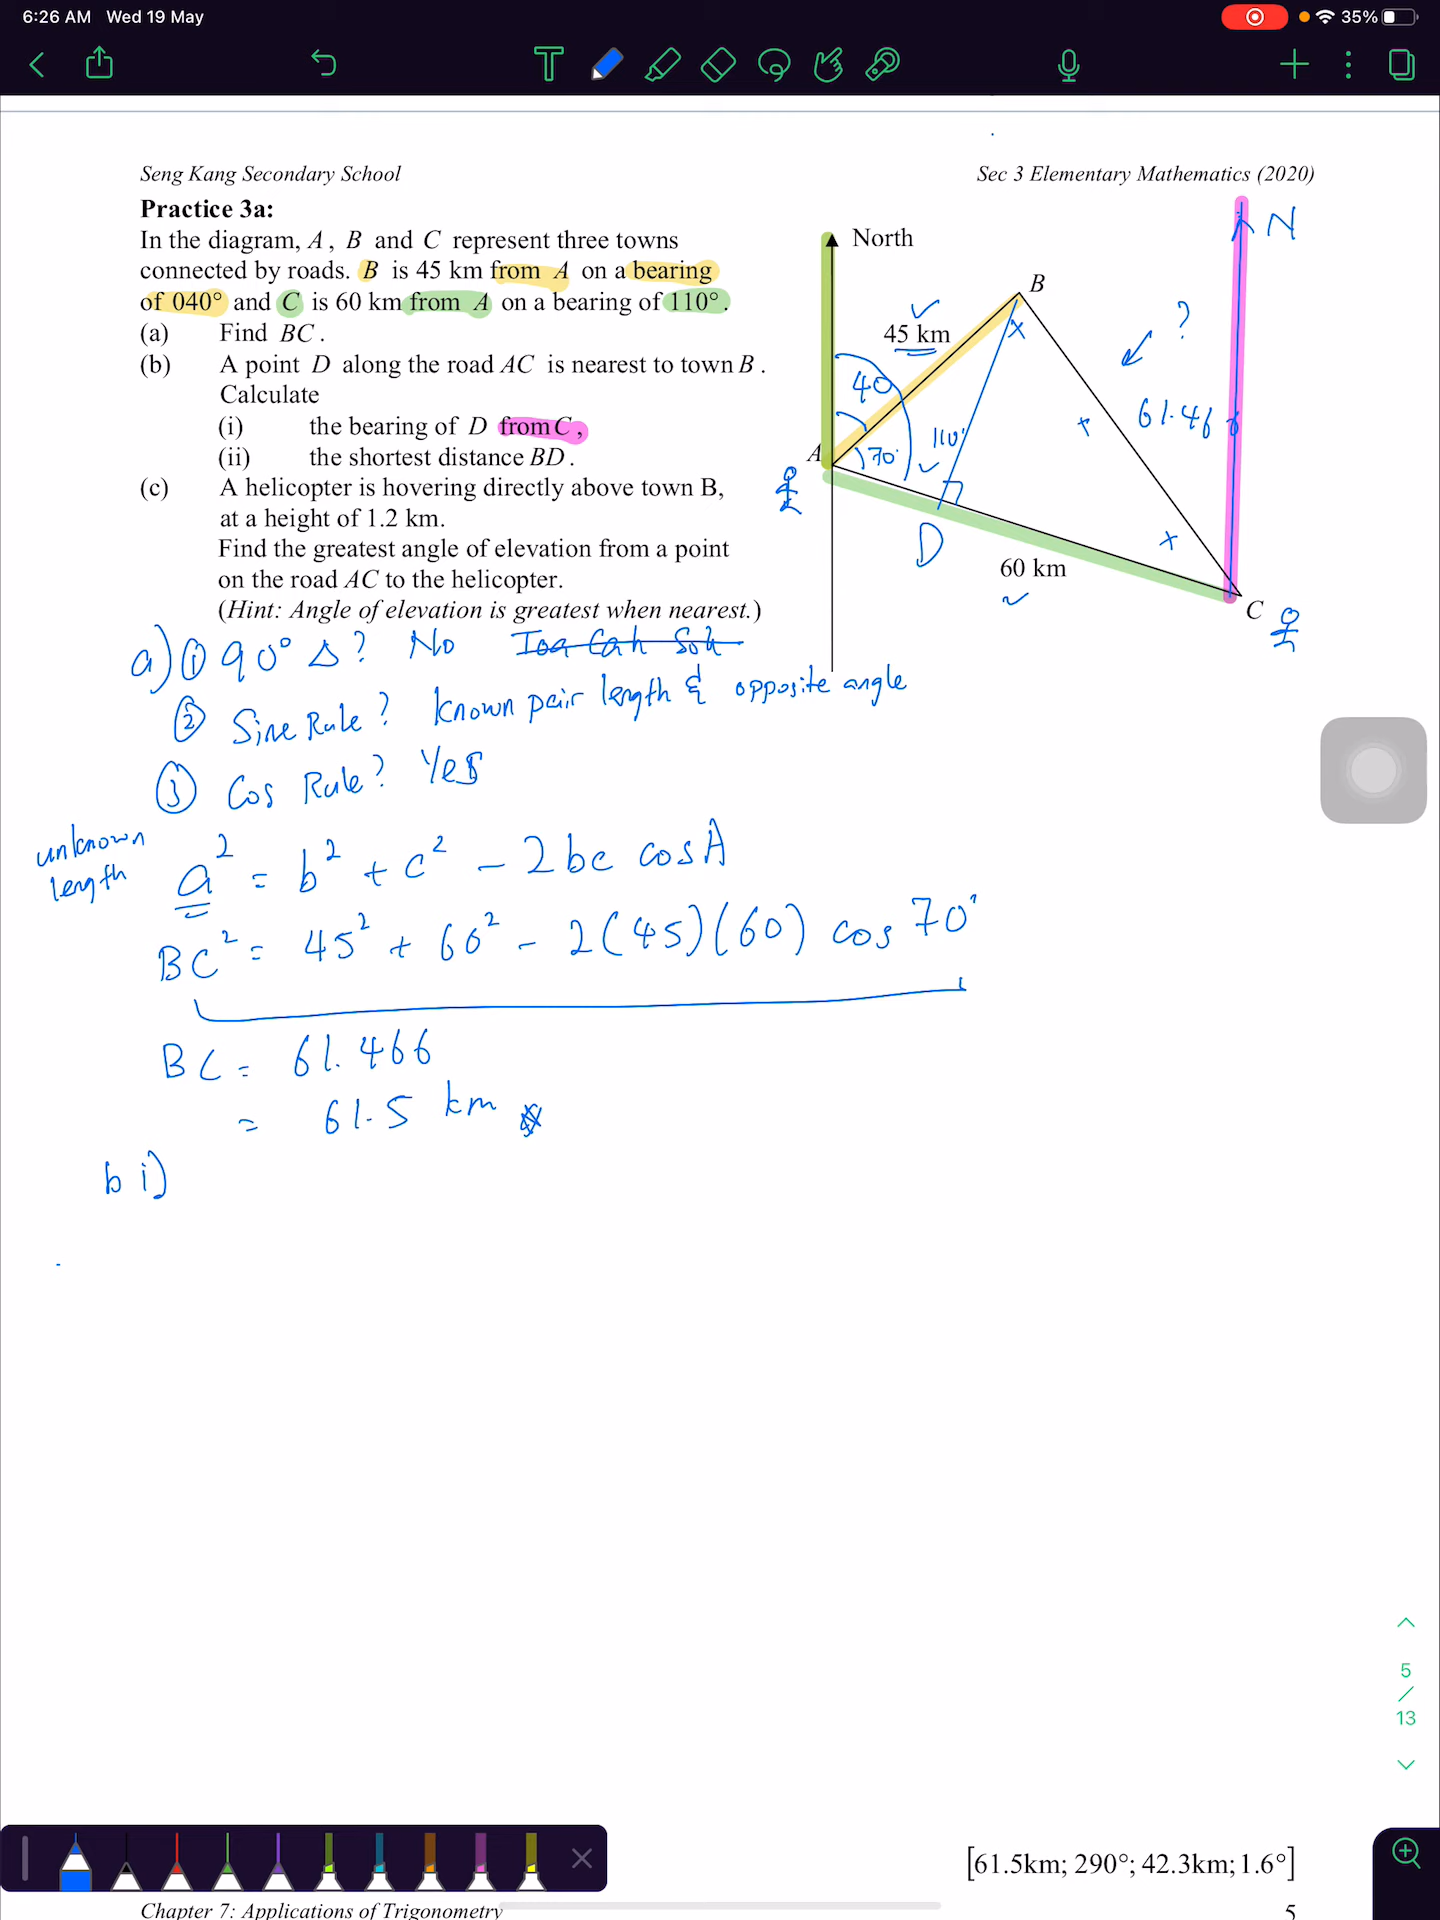 6:26 AM Wed 19 May
35%
Seng Kang Secondary School
Sec 3 Elementary Mathematics (2020)
Practice 3a:
In the diagram, A, B and C represent three towns
connected by roads. B is 45 km from A on a bearing
of 040° and C is 60 km from A on a bearing of 110°.
(a) Find BC.
(b) A point D along the road AC is nearest to town B.
Calculate
(i) the bearing of D from C,
(ii) the shortest distance BD.
(c) A helicopter is hovering directly above town B,
at a height of 1.2 km.
Find the greatest angle of elevation from a point
on the road AC to the helicopter.
(Hint: Angle of elevation is greatest when nearest.)
North
N
B
45 km
?
40
61.46
110°
A
70°
D
60 km
C
a) ① 90° Δ? No Toa Cah Soh
② Sine Rule? known pair length & opposite angle
③ Cos Rule? Yes
unknown
length
a² = b² + c² - 2bc cos A
BC² = 45² + 60² - 2(45)(60) cos 70°
BC = 61.466
= 61.5 km
b i)
5
/
13
[61.5km; 290°; 42.3km; 1.6°]
Chapter 7: Applications of Trigonometry
5